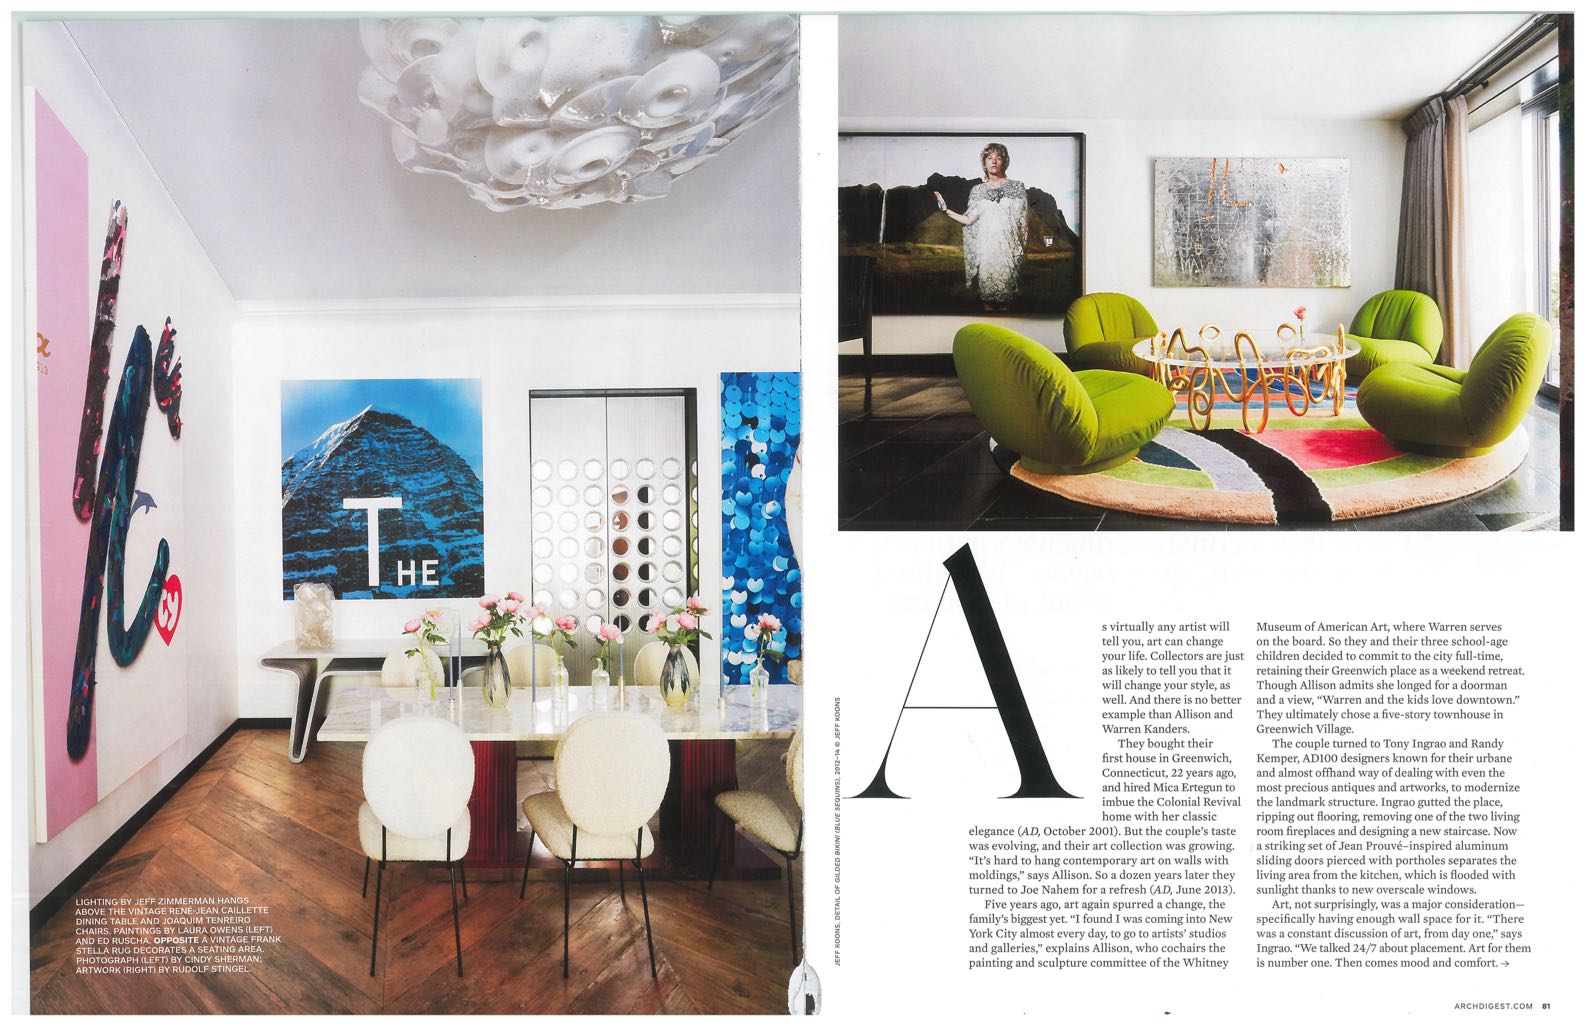 a
ty
THE
LIGHTING BY JEFF ZIMMERMAN HANGS
ABOVE THE VINTAGE RENÉ-JEAN CAILLETTE
DINING TABLE AND JOAQUIM TENREIRO
CHAIRS. PAINTINGS BY LAURA OWENS (LEFT)
AND ED RUSCHA. OPPOSITE A VINTAGE FRANK
STELLA RUG DECORATES A SEATING AREA.
PHOTOGRAPH (LEFT) BY CINDY SHERMAN;
ARTWORK (RIGHT) BY RUDOLF STINGEL.
JEFF KOONS, DETAIL OF GILDED BIKINI (BLUE SEQUINS), 2012–14 © JEFF KOONS
A
s virtually any artist will
tell you, art can change
your life. Collectors are just
as likely to tell you that it
will change your style, as
well. And there is no better
example than Allison and
Warren Kanders.
They bought their
first house in Greenwich,
Connecticut, 22 years ago,
and hired Mica Ertegun to
imbue the Colonial Revival
home with her classic
elegance (AD, October 2001). But the couple's taste
was evolving, and their art collection was growing.
“It's hard to hang contemporary art on walls with
moldings,” says Allison. So a dozen years later they
turned to Joe Nahem for a refresh (AD, June 2013).
Five years ago, art again spurred a change, the
family's biggest yet. “I found I was coming into New
York City almost every day, to go to artists' studios
and galleries,” explains Allison, who cochairs the
painting and sculpture committee of the Whitney
Museum of American Art, where Warren serves
on the board. So they and their three school-age
children decided to commit to the city full-time,
retaining their Greenwich place as a weekend retreat.
Though Allison admits she longed for a doorman
and a view, “Warren and the kids love downtown.”
They ultimately chose a five-story townhouse in
Greenwich Village.
The couple turned to Tony Ingrao and Randy
Kemper, AD100 designers known for their urbane
and almost offhand way of dealing with even the
most precious antiques and artworks, to modernize
the landmark structure. Ingrao gutted the place,
ripping out flooring, removing one of the two living
room fireplaces and designing a new staircase. Now
a striking set of Jean Prouvé–inspired aluminum
sliding doors pierced with portholes separates the
living area from the kitchen, which is flooded with
sunlight thanks to new overscale windows.
Art, not surprisingly, was a major consideration—
specifically having enough wall space for it. “There
was a constant discussion of art, from day one,” says
Ingrao. “We talked 24/7 about placement. Art for them
is number one. Then comes mood and comfort. →
ARCHDIGEST.COM 81